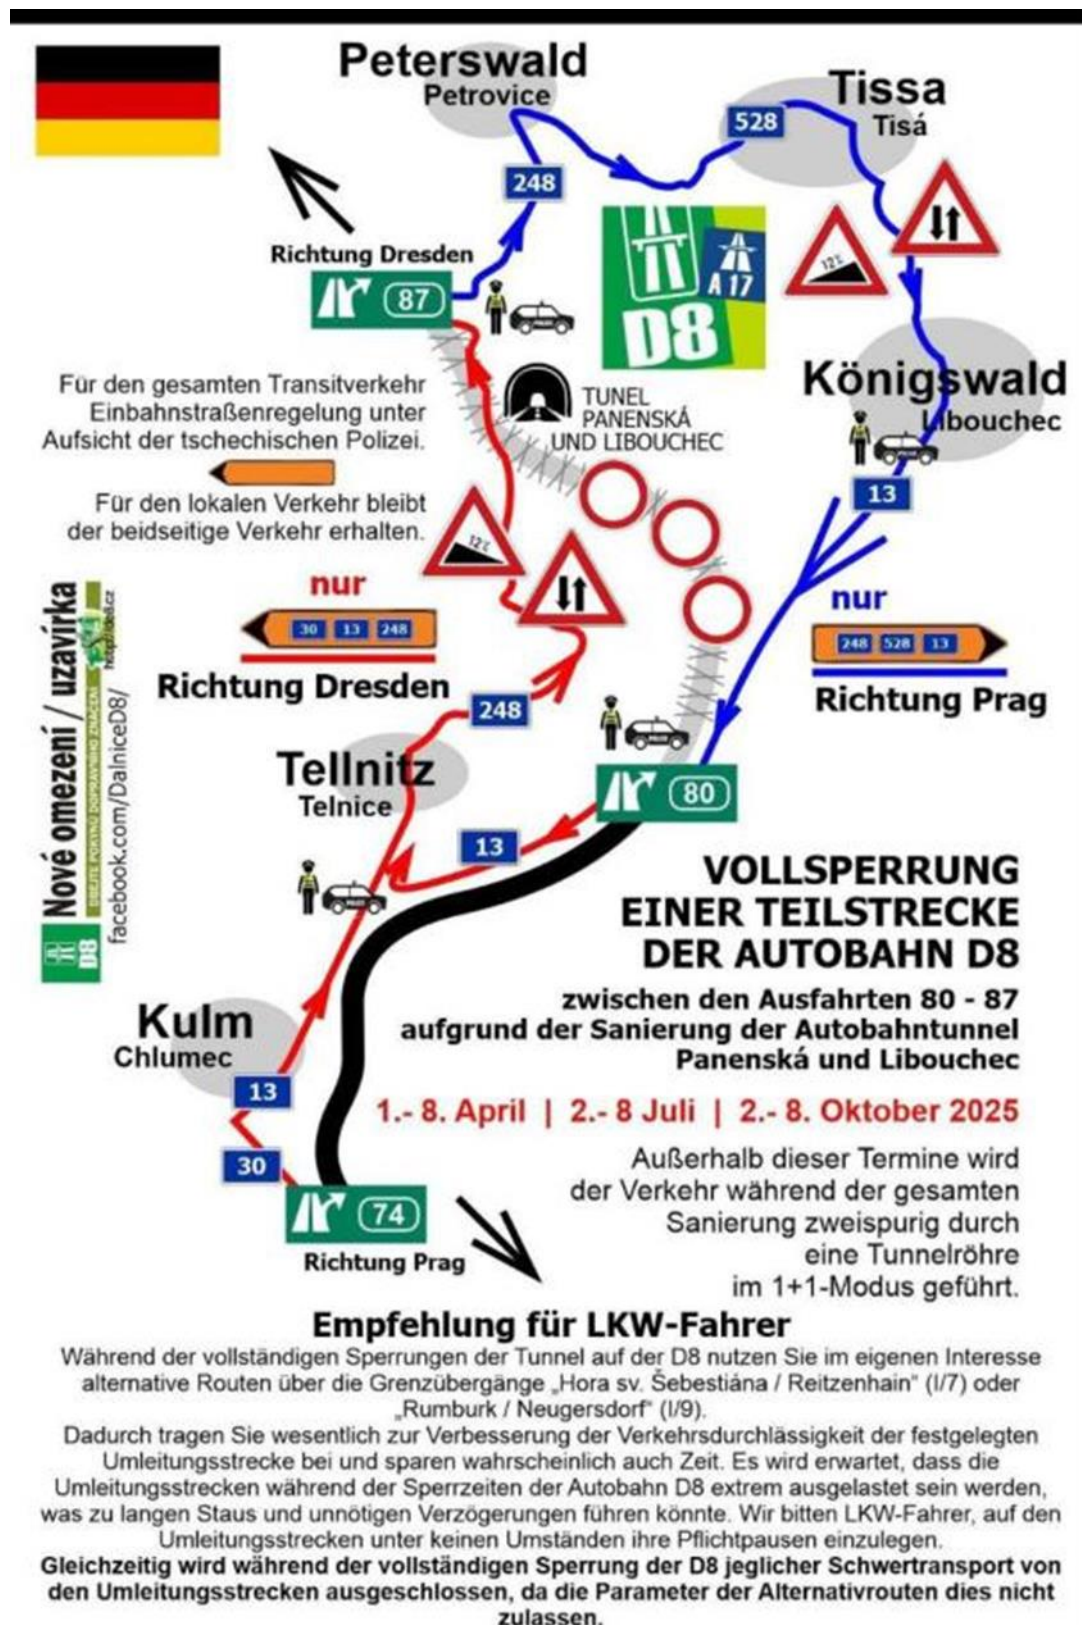 Peterswald
Petrovice
Tissa
Tisá
528
248
Richtung Dresden
87
A 17
D8
12%
TUNEL
PANENSKÁ
UND LIBOUCHEC
Königswald
Libouchec
13
Für den gesamten Transitverkehr
Einbahnstraßenregelung unter
Aufsicht der tschechischen Polizei.
Für den lokalen Verkehr bleibt
der beidseitige Verkehr erhalten.
12%
nur
30 13 248
Richtung Dresden
nur
248 528 13
Richtung Prag
248
Tellnitz
Telnice
80
13
Nové omezení / uzavírka
DBEJTE POKYNŮ DOPRAVNÍHO ZNAČENÍ
facebook.com/DalniceD8/
D8
VOLLSPERRUNG
EINER TEILSTRECKE
DER AUTOBAHN D8
zwischen den Ausfahrten 80 - 87
aufgrund der Sanierung der Autobahntunnel
Panenská und Libouchec
Kulm
Chlumec
13
30
74
Richtung Prag
1.- 8. April | 2.- 8 Juli | 2.- 8. Oktober 2025
Außerhalb dieser Termine wird
der Verkehr während der gesamten
Sanierung zweispurig durch
eine Tunnelröhre
im 1+1-Modus geführt.
Empfehlung für LKW-Fahrer
Während der vollständigen Sperrungen der Tunnel auf der D8 nutzen Sie im eigenen Interesse
alternative Routen über die Grenzübergänge „Hora sv. Šebestiána / Reitzenhain" (I/7) oder
„Rumburk / Neugersdorf" (I/9).
Dadurch tragen Sie wesentlich zur Verbesserung der Verkehrsdurchlässigkeit der festgelegten
Umleitungsstrecke bei und sparen wahrscheinlich auch Zeit. Es wird erwartet, dass die
Umleitungsstrecken während der Sperrzeiten der Autobahn D8 extrem ausgelastet sein werden,
was zu langen Staus und unnötigen Verzögerungen führen könnte. Wir bitten LKW-Fahrer, auf den
Umleitungsstrecken unter keinen Umständen ihre Pflichtpausen einzulegen.
Gleichzeitig wird während der vollständigen Sperrung der D8 jeglicher Schwertransport von
den Umleitungsstrecken ausgeschlossen, da die Parameter der Alternativrouten dies nicht
zulassen.